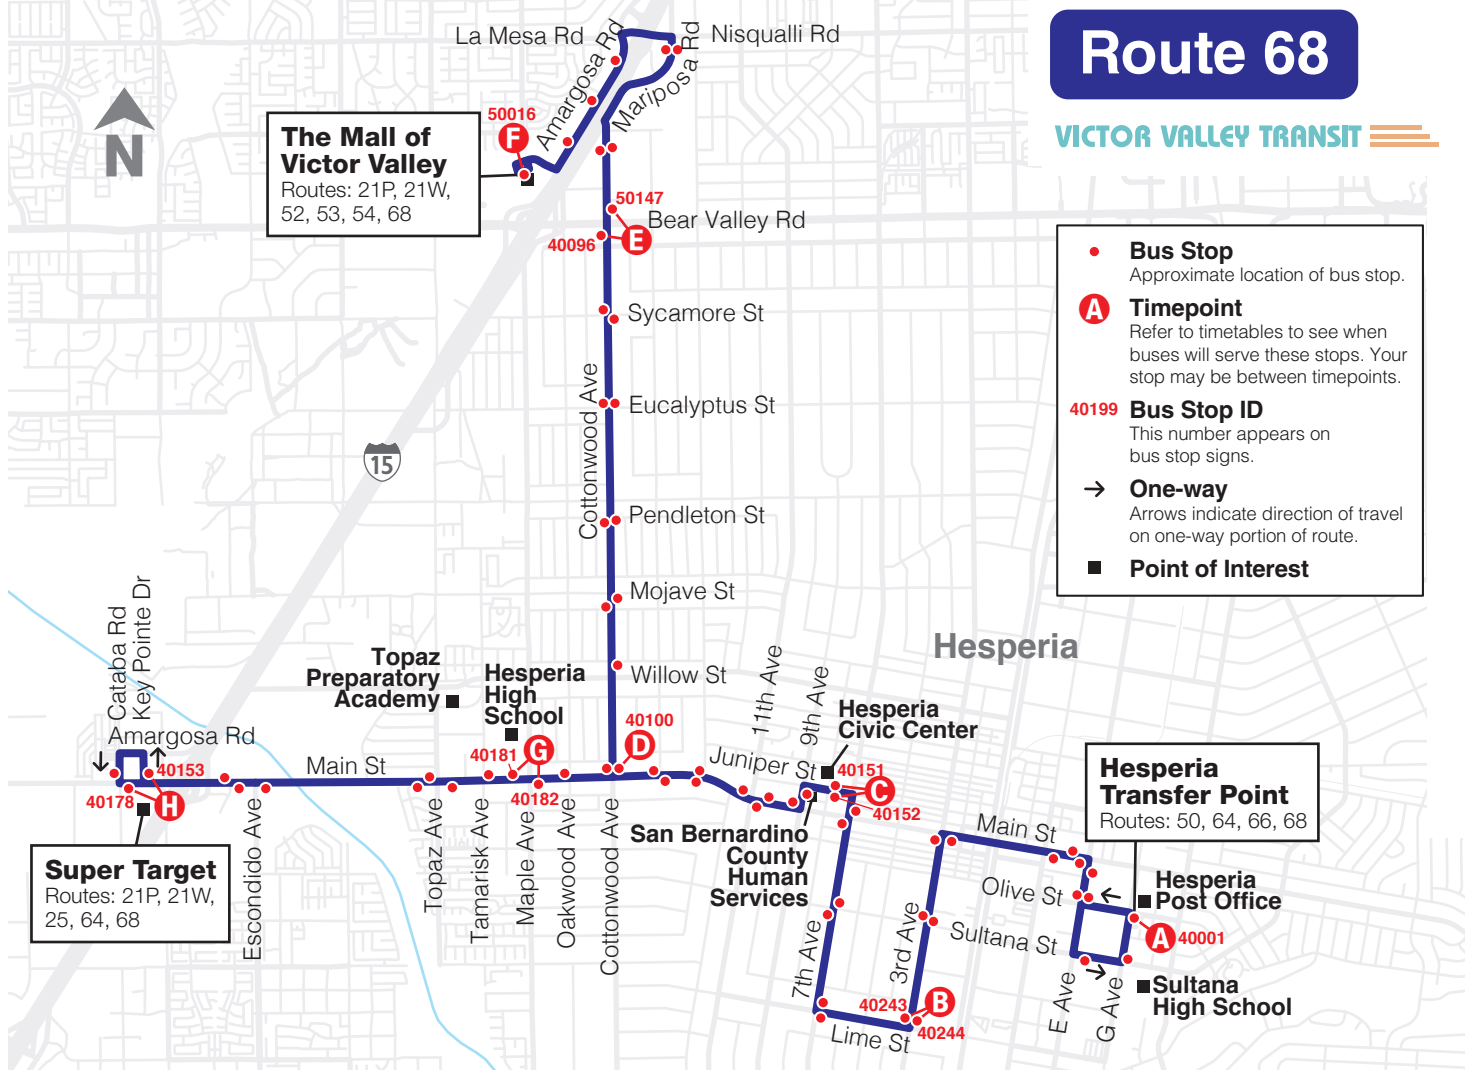 La Mesa Rd
Amargosa Rd
Mariposa Rd
Nisqualli Rd
Route 68
VICTOR VALLEY TRANSIT
N
The Mall of
Victor Valley
Routes: 21P, 21W,
52, 53, 54, 68
50016
F
50147
Bear Valley Rd
40096
E
Sycamore St
Cottonwood Ave
Eucalyptus St
15
Pendleton St
Mojave St
Willow St
Bus Stop
Approximate location of bus stop.
A
Timepoint
Refer to timetables to see when
buses will serve these stops. Your
stop may be between timepoints.
40199
Bus Stop ID
This number appears on
bus stop signs.
One-way
Arrows indicate direction of travel
on one-way portion of route.
Point of Interest
Hesperia
Cataba Rd
Key Pointe Dr
Amargosa Rd
Topaz
Preparatory
Academy
Hesperia
High
School
40100
D
40181
G
40182
Main St
40153
40178
H
Super Target
Routes: 21P, 21W,
25, 64, 68
Escondido Ave
Topaz Ave
Tamarisk Ave
Maple Ave
Oakwood Ave
Cottonwood Ave
11th Ave
9th Ave
Juniper St
Hesperia
Civic Center
40151
C
40152
San Bernardino
County
Human
Services
Hesperia
Transfer Point
Routes: 50, 64, 66, 68
Main St
Olive St
Sultana St
Hesperia
Post Office
A
40001
Sultana
High School
7th Ave
3rd Ave
40243
B
40244
Lime St
E Ave
G Ave